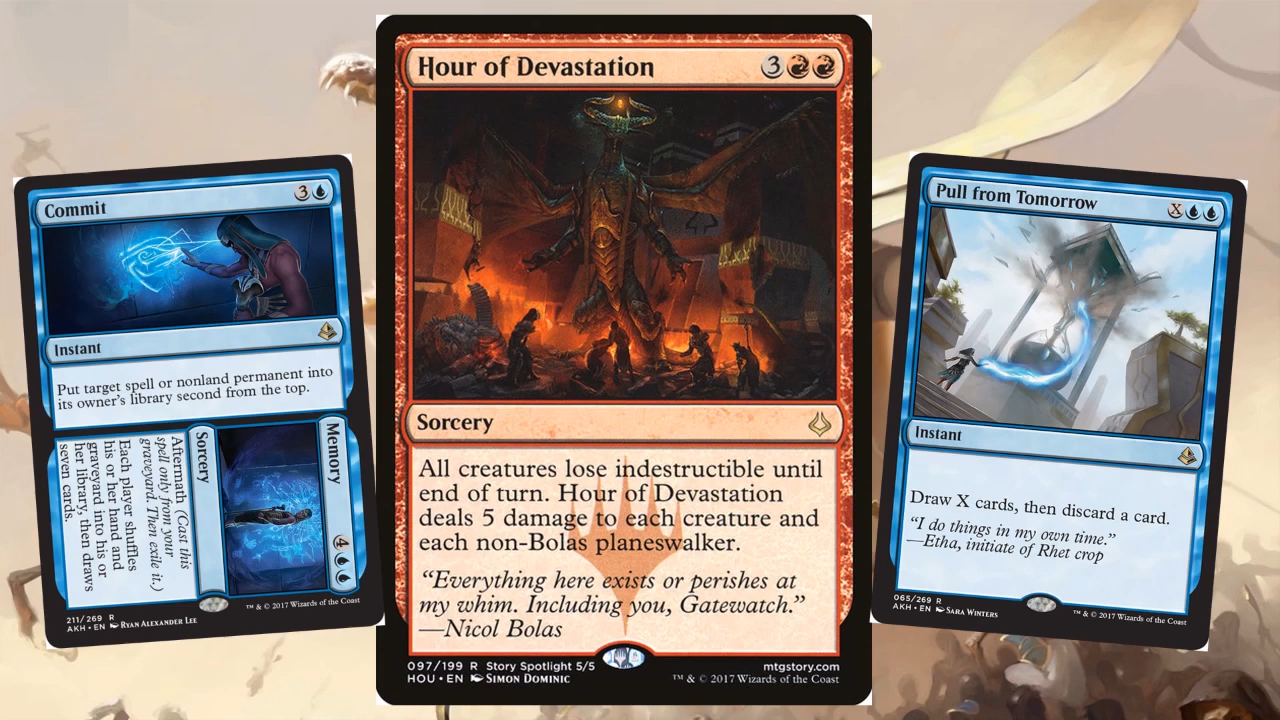 Commit 3
Instant
Put target spell or nonland permanent into
its owner's library second from the top.
Memory 4
Sorcery
Aftermath (Cast this
spell only from your
graveyard. Then exile it.)
Each player shuffles
his or her hand and
graveyard into his or
her library, then draws
seven cards.
211/269 R
AKH • EN Ryan Alexander Lee
™ & © 2017 Wizards of the Coast
Hour of Devastation 3
Sorcery
All creatures lose indestructible until
end of turn. Hour of Devastation
deals 5 damage to each creature and
each non-Bolas planeswalker.
“Everything here exists or perishes at
my whim. Including you, Gatewatch.”
—Nicol Bolas
097/199 R Story Spotlight 5/5
HOU • EN Simon Dominic
mtgstory.com
™ & © 2017 Wizards of the Coast
Pull from Tomorrow X
Instant
Draw X cards, then discard a card.
“I do things in my own time.”
—Etha, initiate of Rhet crop
065/269 R
AKH • EN Sara Winters
™ & © 2017 Wizards of the Coast